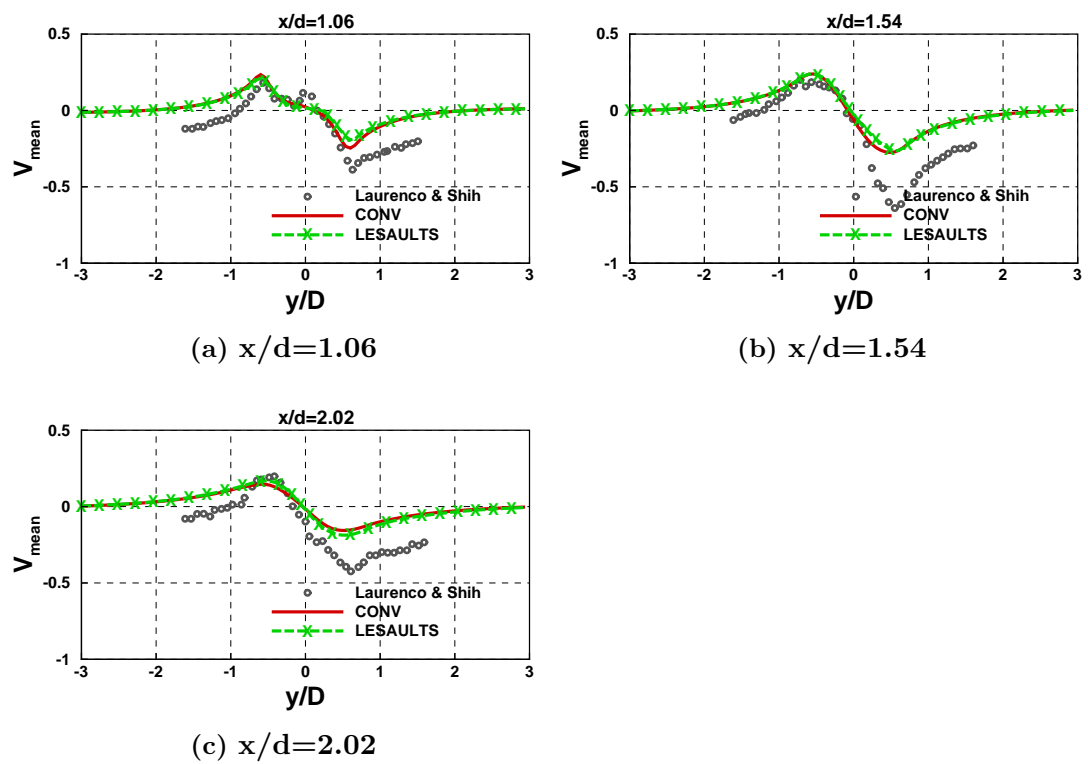 x/d=1.06
0.5
0
-0.5
-1
V_mean
-3 -2 -1 0 1 2 3
y/D
Laurenco & Shih
CONV
LESAULTS
(a) x/d=1.06
x/d=1.54
0.5
0
-0.5
-1
V_mean
-3 -2 -1 0 1 2 3
y/D
Laurenco & Shih
CONV
LESAULTS
(b) x/d=1.54
x/d=2.02
0.5
0
-0.5
-1
V_mean
-3 -2 -1 0 1 2 3
y/D
Laurenco & Shih
CONV
LESAULTS
(c) x/d=2.02